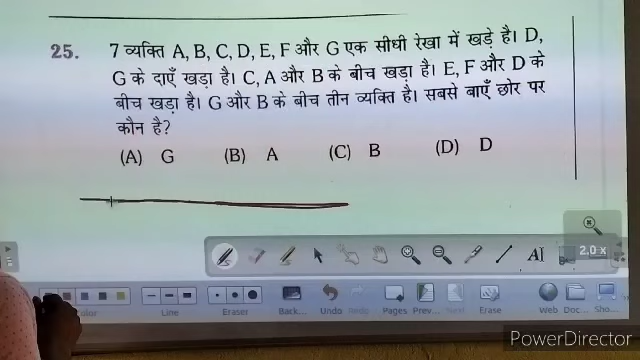 25. 7 व्यक्ति A, B, C, D, E, F और G एक सीधी रेखा में खड़े है। D,
G के दाएँ खड़ा है। C, A और B के बीच खड़ा है। E, F और D के
बीच खड़ा है। G और B के बीच तीन व्यक्ति है। सबसे बाएँ छोर पर
कौन है?
(A) G (B) A (C) B (D) D
2.0 x
AI
Line Eraser Back... Undo Redo Pages Prev... Next Erase Web Doc... Sho...
PowerDirector